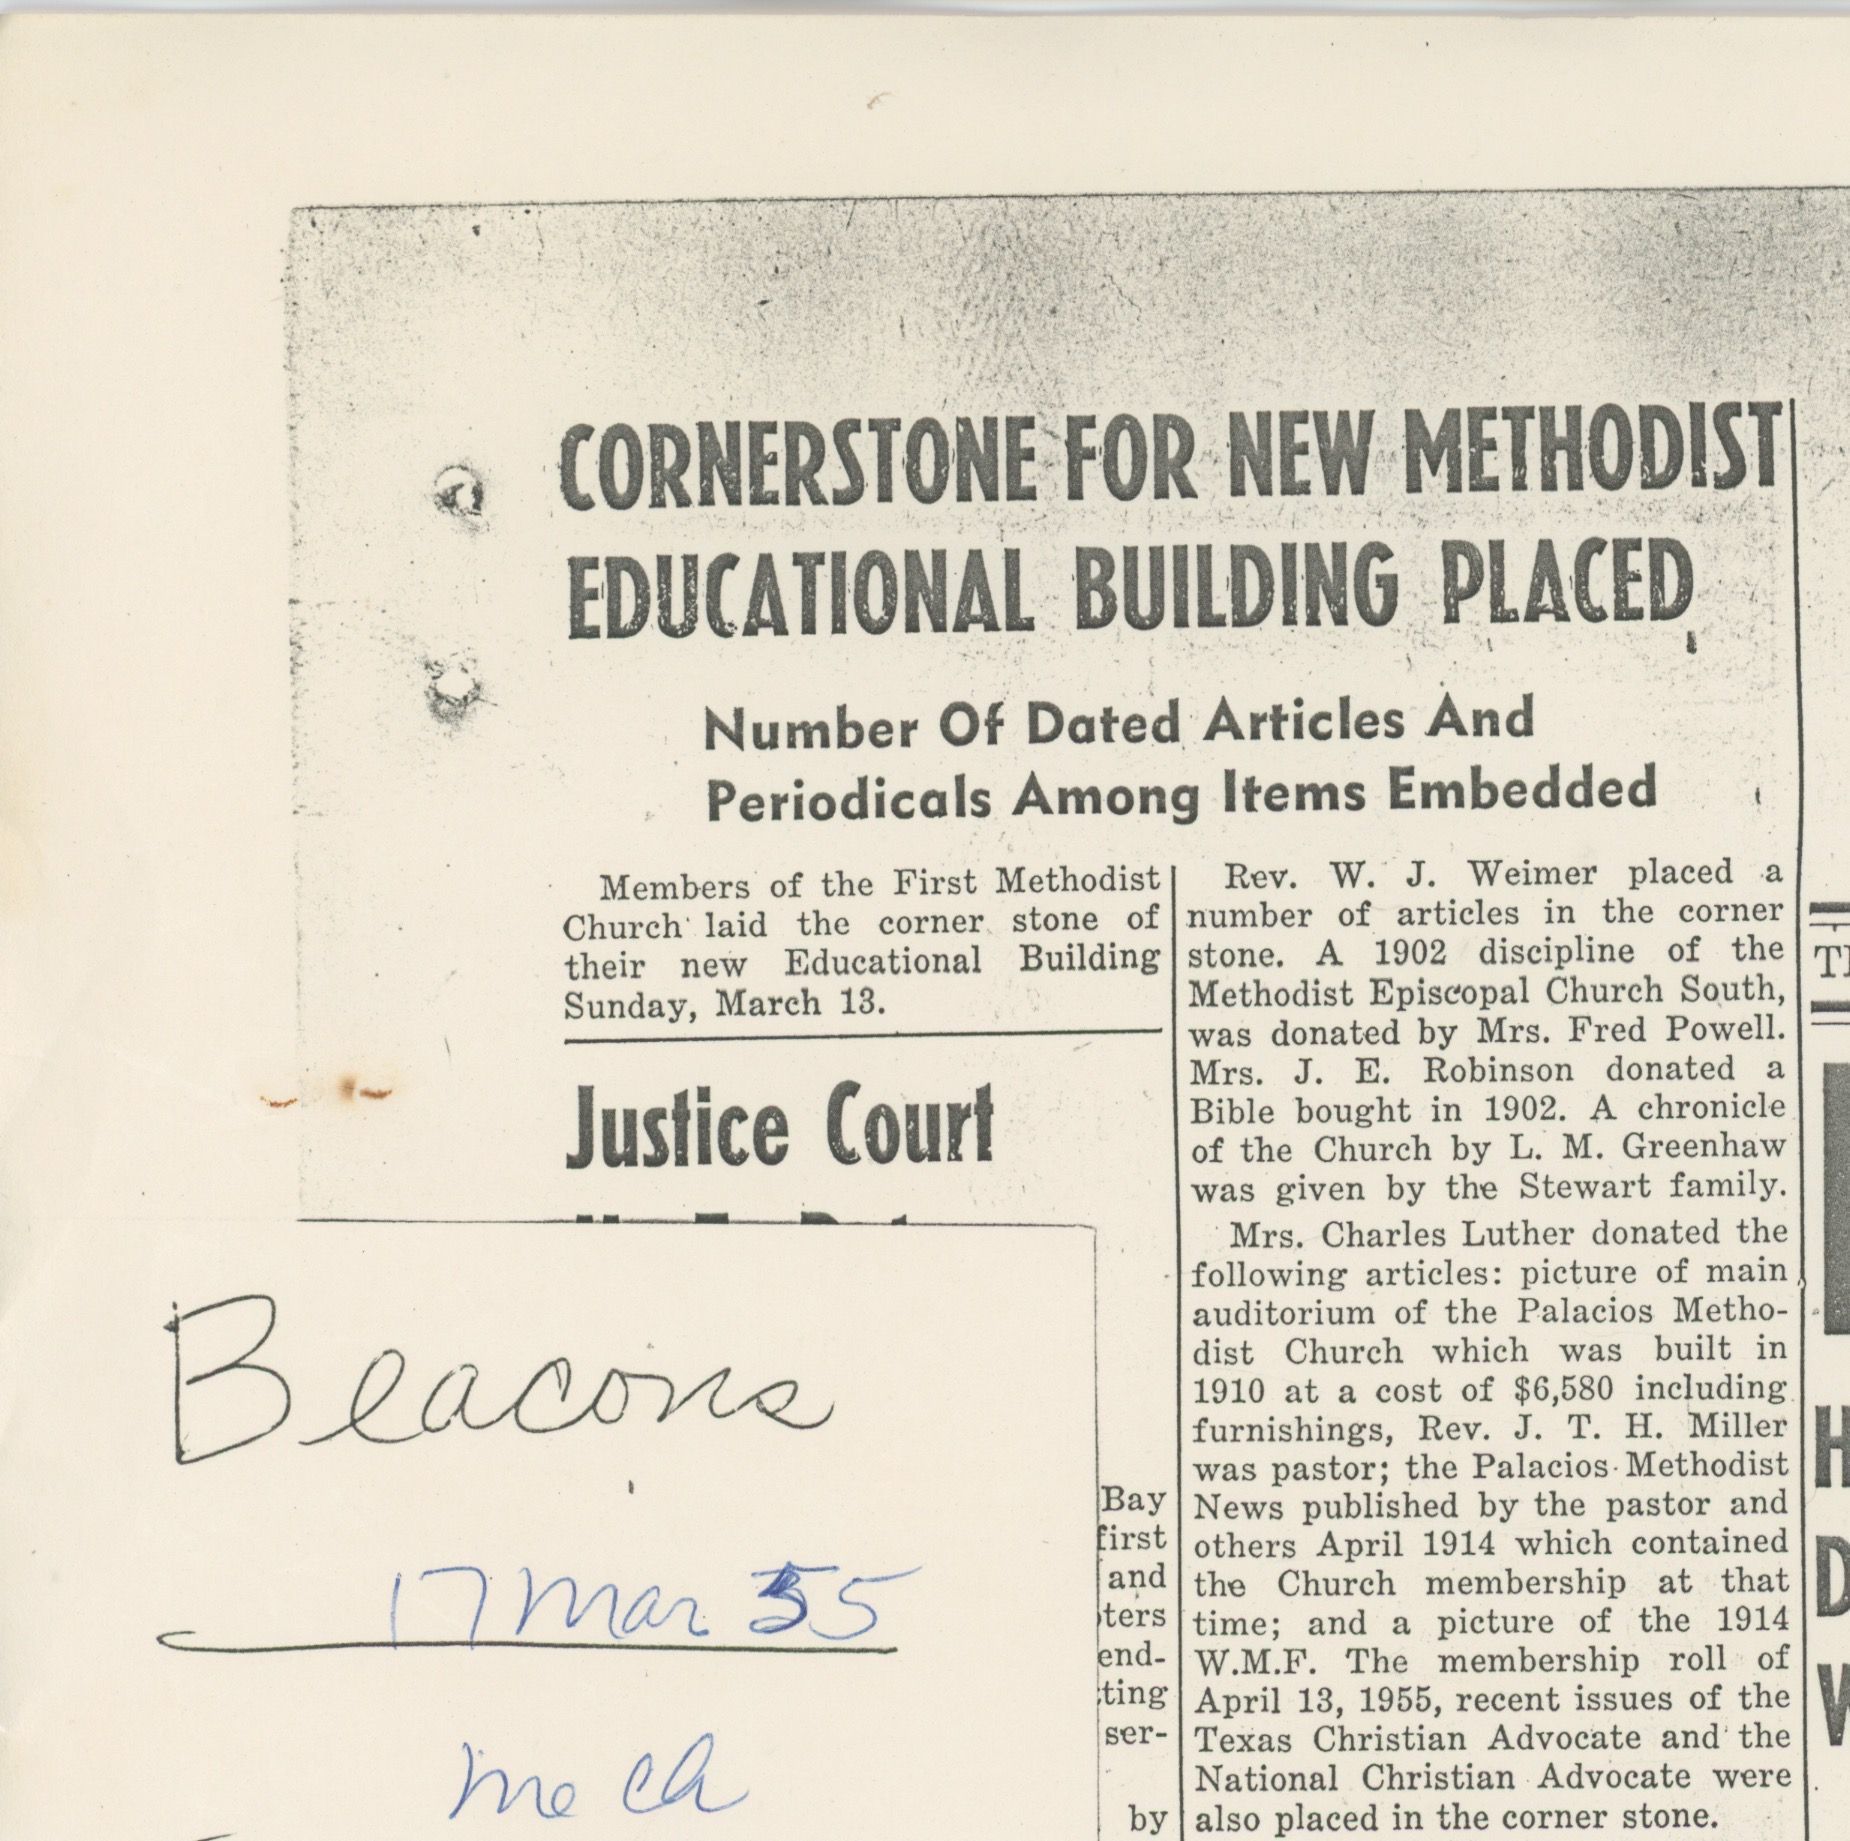 CORNERSTONE FOR NEW METHODIST
EDUCATIONAL BUILDING PLACED
Number Of Dated Articles And
Periodicals Among Items Embedded
Members of the First Methodist
Church laid the corner stone of
their new Educational Building
Sunday, March 13.
Justice Court
Beacons
17 Mar 55
me ch
Bay
first
and
end-
ting
ser-
by
Rev. W. J. Weimer placed a
number of articles in the corner
stone. A 1902 discipline of the
Methodist Episcopal Church South,
was donated by Mrs. Fred Powell.
Mrs. J. E. Robinson donated a
Bible bought in 1902. A chronicle
of the Church by L. M. Greenhaw
was given by the Stewart family.
Mrs. Charles Luther donated the
following articles: picture of main
auditorium of the Palacios Metho-
dist Church which was built in
1910 at a cost of $6,580 including
furnishings, Rev. J. T. H. Miller
was pastor; the Palacios Methodist
News published by the pastor and
others April 1914 which contained
the Church membership at that
time; and a picture of the 1914
W.M.F. The membership roll of
April 13, 1955, recent issues of the
Texas Christian Advocate and the
National Christian Advocate were
also placed in the corner stone.